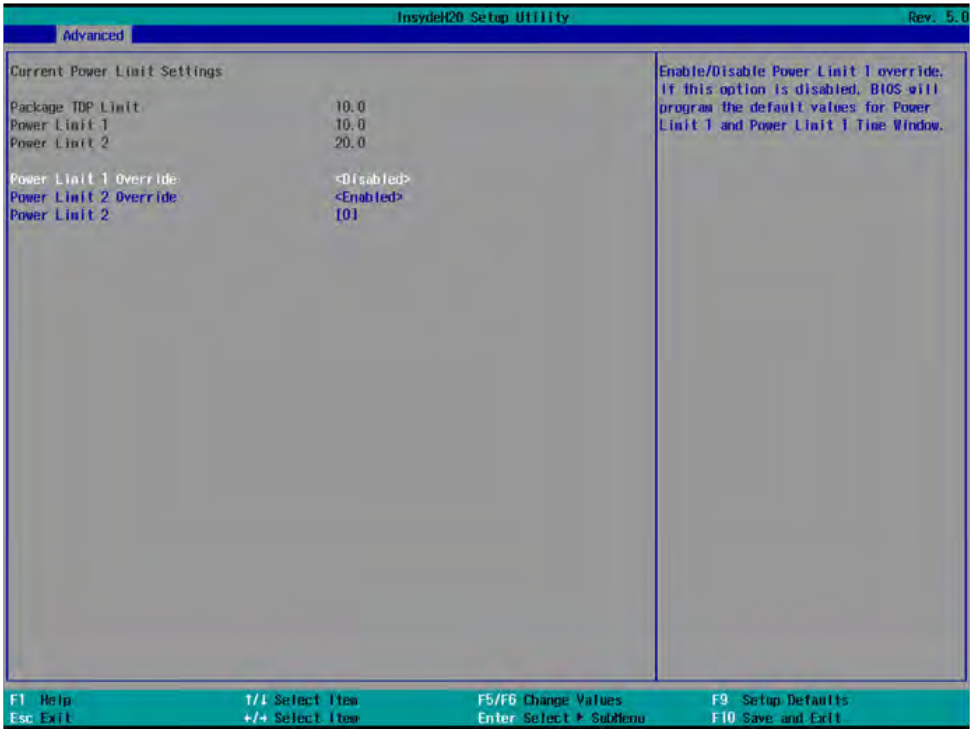 InsydeH20 Setup Utility Rev. 5.0
Advanced
Current Power Limit Settings
Package TDP Limit 10.0
Power Limit 1 10.0
Power Limit 2 20.0
Power Limit 1 Override <Disabled>
Power Limit 2 Override <Enabled>
Power Limit 2 [0]
Enable/Disable Power Limit 1 override.
If this option is disabled, BIOS will
program the default values for Power
Limit 1 and Power Limit 1 Time Window.
F1 Help ↑/↓ Select Item F5/F6 Change Values F9 Setup Defaults
Esc Exit ←/→ Select Item Enter Select ▶ SubMenu F10 Save and Exit